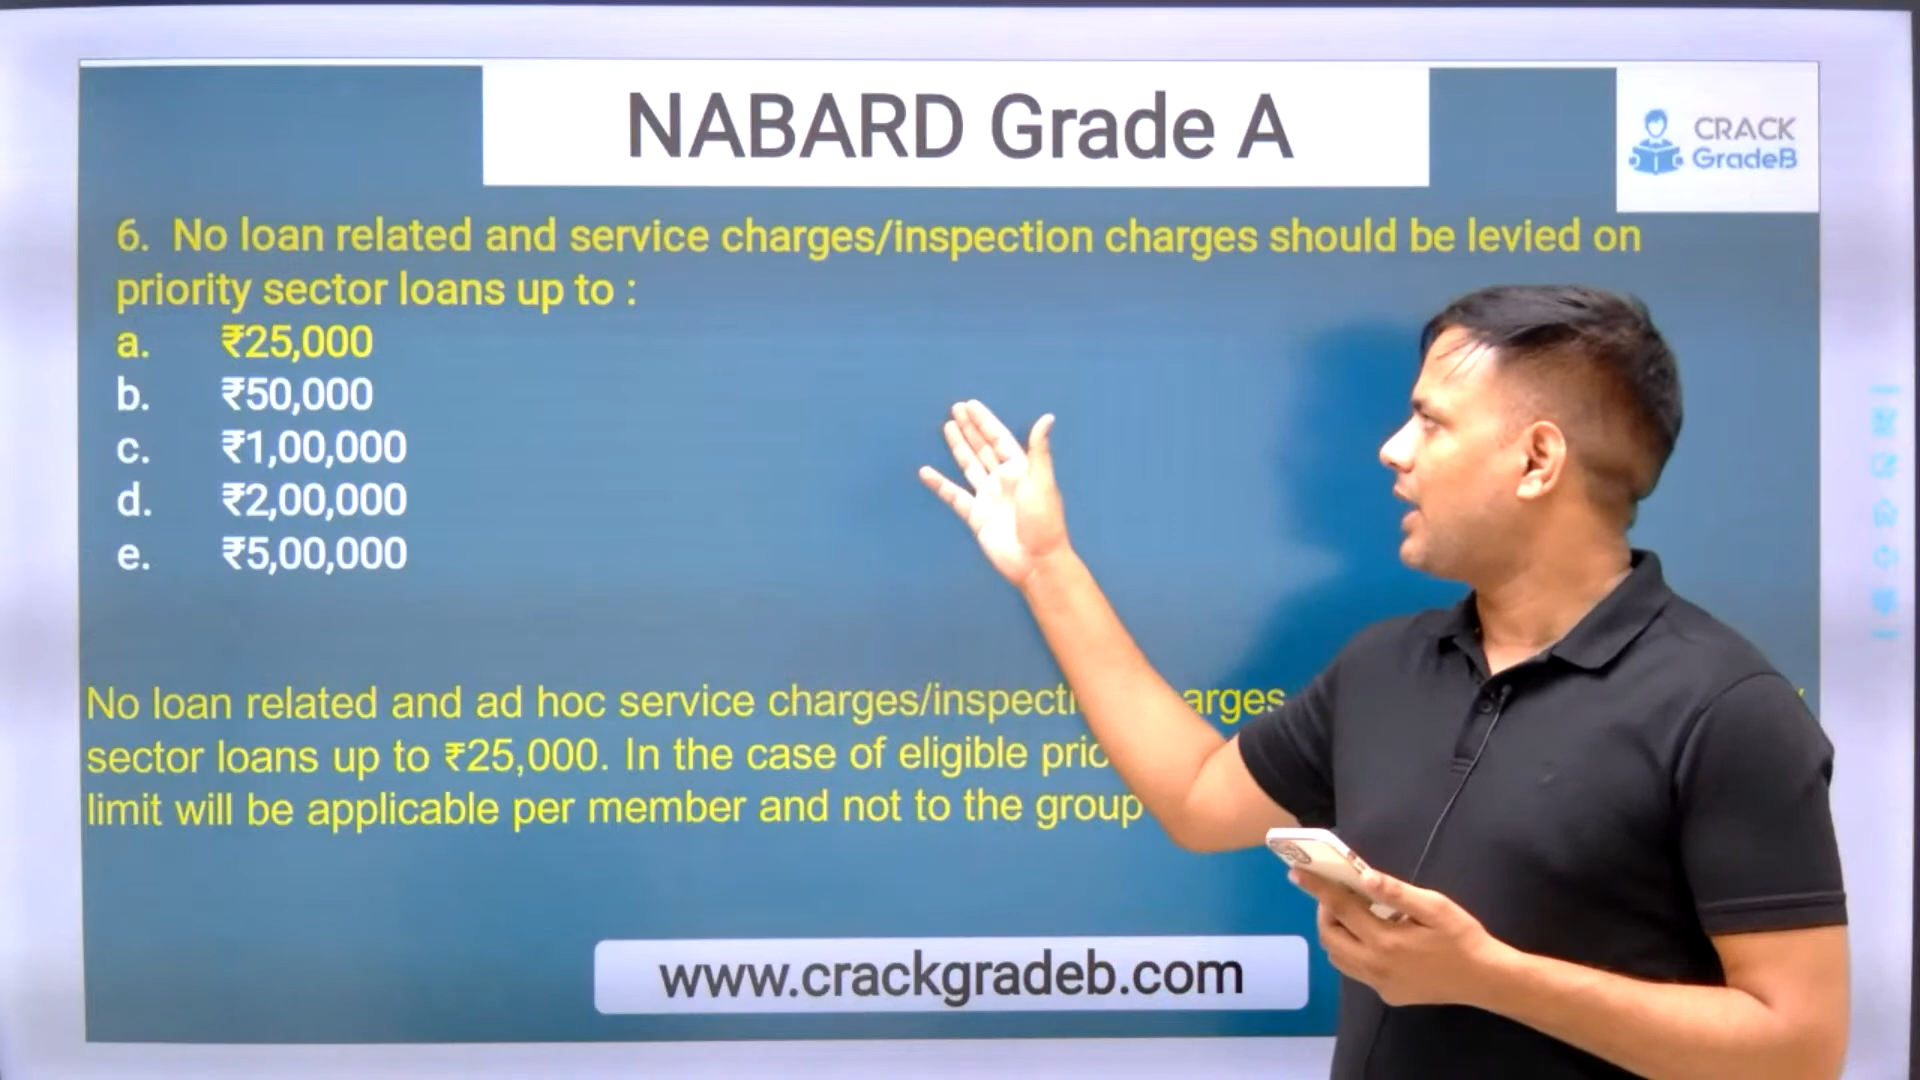 NABARD Grade A
CRACK
GradeB
6. No loan related and service charges/inspection charges should be levied on
priority sector loans up to :
a. ₹25,000
b. ₹50,000
c. ₹1,00,000
d. ₹2,00,000
e. ₹5,00,000
No loan related and ad hoc service charges/inspecti arges
sector loans up to ₹25,000. In the case of eligible prio
limit will be applicable per member and not to the group
www.crackgradeb.com